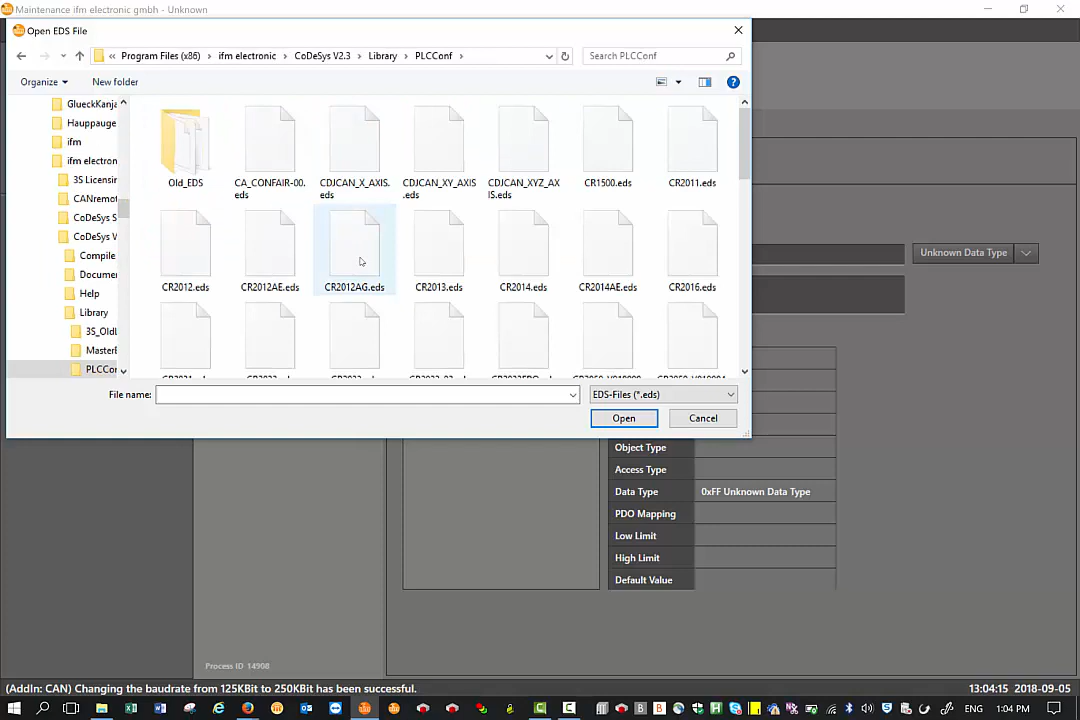 Maintenance ifm electronic gmbh - Unknown
Open EDS File
« Program Files (x86) › ifm electronic › CoDeSys V2.3 › Library › PLCConf ›
Search PLCConf
Organize
New folder
GlueckKanja
Hauppauge
ifm
ifm electron
3S Licensin
CANremot
CoDeSys S
CoDeSys V
Compile
Documen
Help
Library
3S_OldL
MasterE
PLCCor
Old_EDS
CA_CONFAIR-00.
eds
CDJCAN_X_AXIS.
eds
CDJCAN_XY_AXIS
.eds
CDJCAN_XYZ_AX
IS.eds
CR1500.eds
CR2011.eds
CR2012.eds
CR2012AE.eds
CR2012AG.eds
CR2013.eds
CR2014.eds
CR2014AE.eds
CR2016.eds
File name:
EDS-Files (*.eds)
Open
Cancel
Unknown Data Type
Object Type
Access Type
Data Type
0xFF Unknown Data Type
PDO Mapping
Low Limit
High Limit
Default Value
Process ID 14908
(AddIn: CAN) Changing the baudrate from 125KBit to 250KBit has been successful.
13:04:15 2018-09-05
ENG
1:04 PM